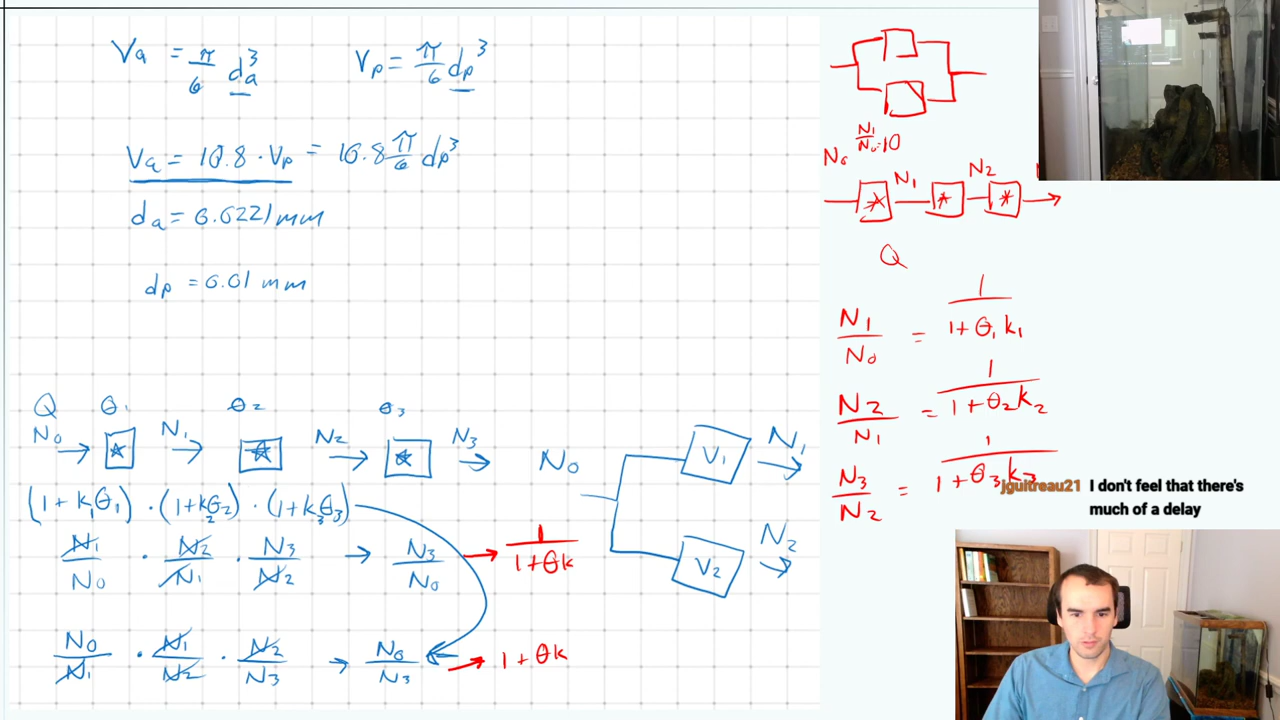 Va = π/6 da³
Vp = π/6 dp³
Va = 10.8 · Vp = 10.8 π/6 dp³
da = 0.0221 mm
dp = 0.01 mm
Q θ1 θ2 θ3
N0 → * N1 → * N2 → * N3 →
(1 + k1θ1) · (1 + kθ2)2 · (1 + k3θ3)
N1/N0 · N2/N1 · N3/N2 → N3/N0 → 1/(1+θk)
N0/N1 · N1/N2 · N2/N3 → N0/N3 → 1 + θk
N0 V1 N1 →
V2 N2 →
N1/N0 = 10
N0 * N1 * N2 *
Q
N1/N0 = 1/(1+θ1k1)
N2/N1 = 1/(1+θ2k2)
N3/N2 = 1/(1+θ3k3)
jguitreau21 I don't feel that there's
much of a delay